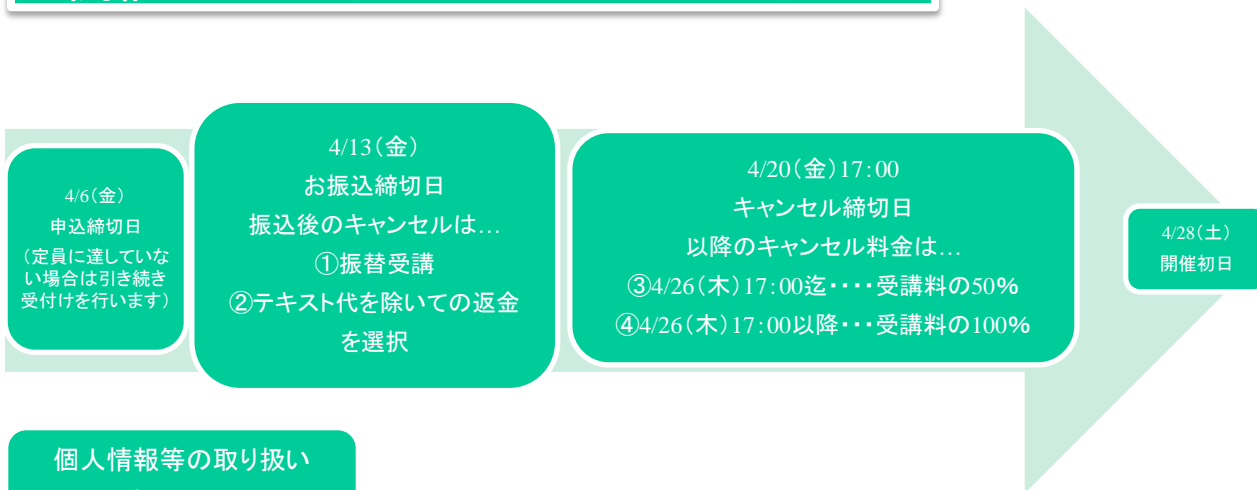 4/6(金)
申込締切日
(定員に達していな
い場合は引き続き
受付けを行います)
4/13(金)
お振込締切日
振込後のキャンセルは…
①振替受講
②テキスト代を除いての返金
を選択
4/20(金)17:00
キャンセル締切日
以降のキャンセル料金は…
③4/26(木)17:00迄・・・・受講料の50%
④4/26(木)17:00以降・・・受講料の100%
4/28(土)
開催初日
個人情報等の取り扱い